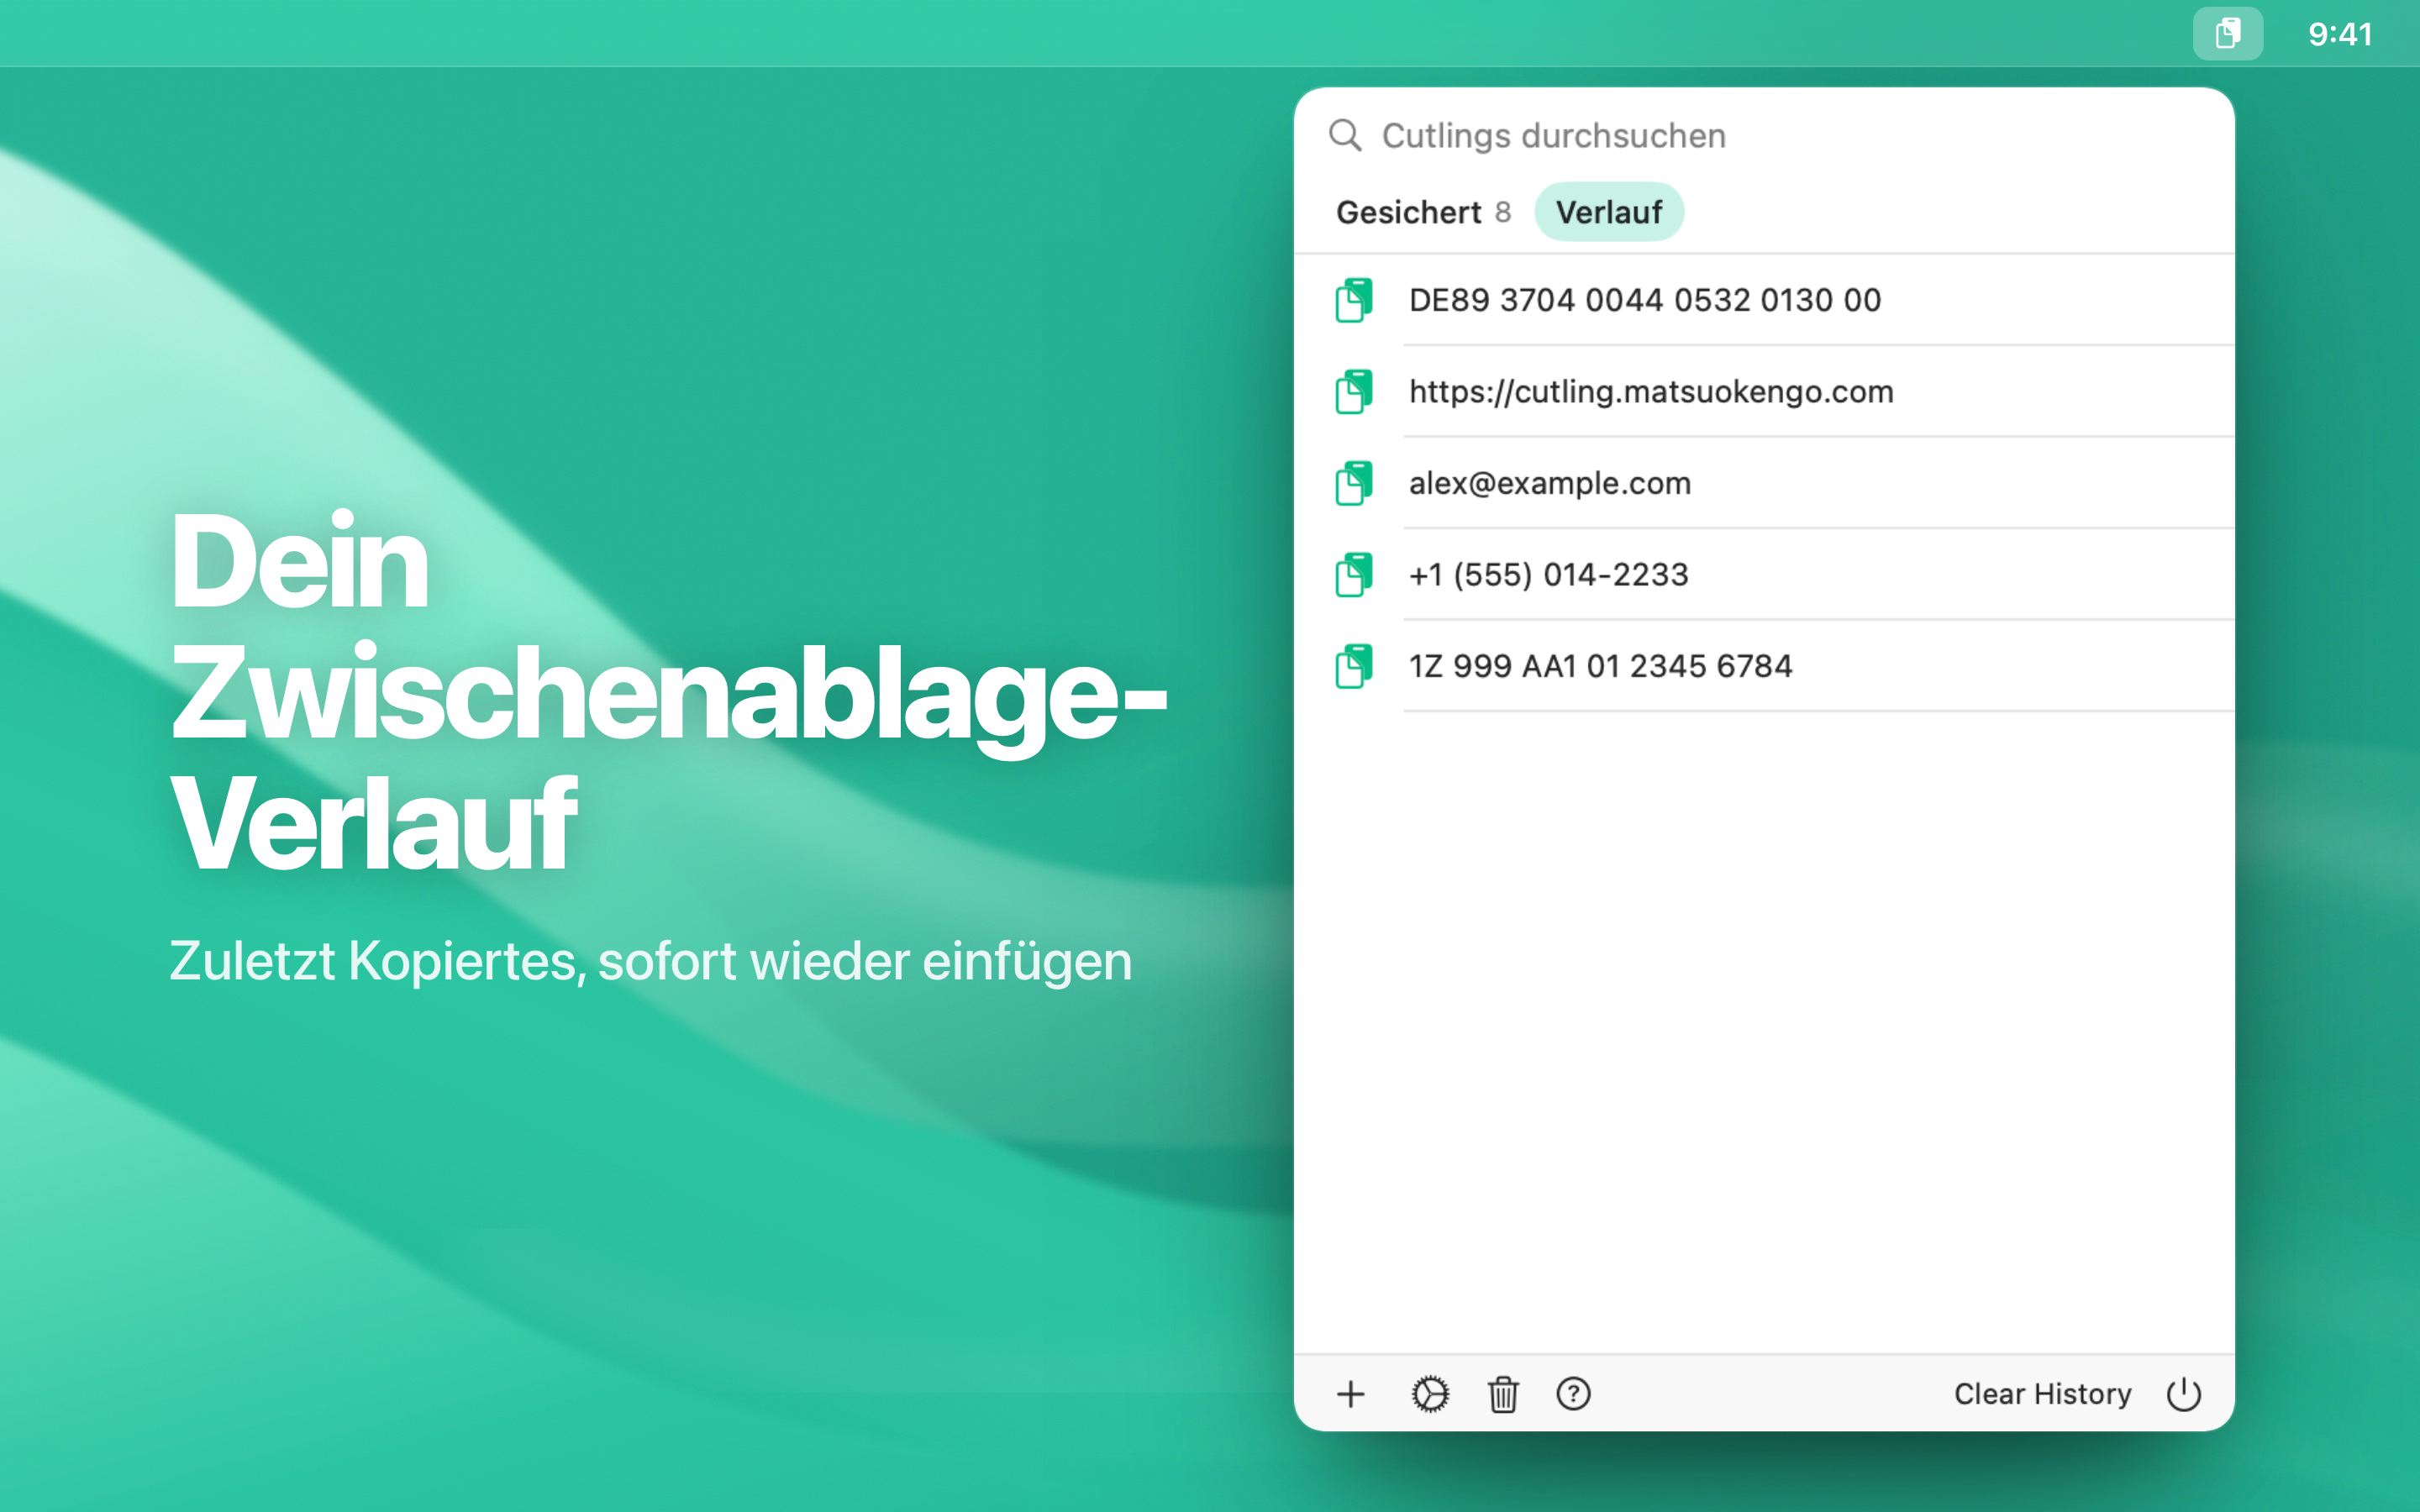 9:41
Cutlings durchsuchen
Gesichert 8 Verlauf
DE89 3704 0044 0532 0130 00
https://cutling.matsuokengo.com
alex@example.com
+1 (555) 014-2233
1Z 999 AA1 01 2345 6784
Clear History
Dein
Zwischenablage-
Verlauf
Zuletzt Kopiertes, sofort wieder einfügen